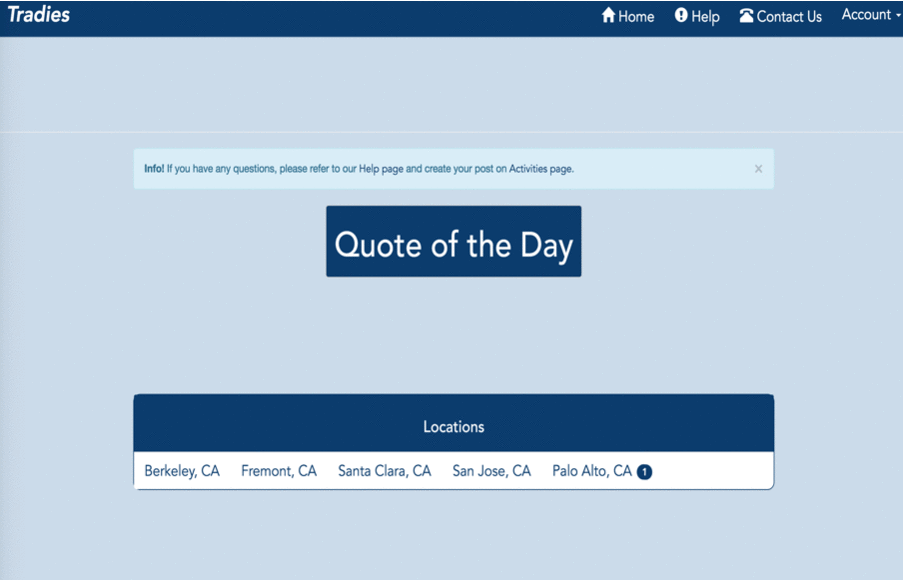 Tradies Home Help Contact Us Account
Info! If you have any questions, please refer to our Help page and create your post on Activities page. x
Quote of the Day
Locations
Berkeley, CA Fremont, CA Santa Clara, CA San Jose, CA Palo Alto, CA 1